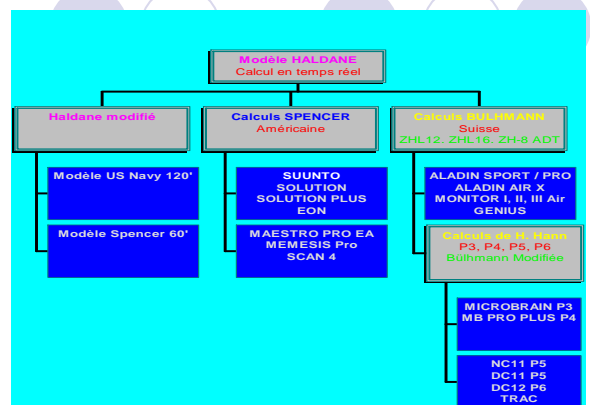 Modèle HALDANE
Calcul en temps réel
Haldane modifié
Modèle US Navy 120'
Modèle Spencer 60'
Calculs SPENCER
Américaine
SUUNTO
SOLUTION
SOLUTION PLUS
EON
MAESTRO PRO EA
MEMESIS Pro
SCAN 4
Calculs BULHMANN
Suisse
ZHL12, ZHL16, ZH-8 ADT
ALADIN SPORT / PRO
ALADIN AIR X
MONITOR I, II, III Air
GENIUS
Calculs de H. Hann
P3, P4, P5, P6
Bülhmann Modifiée
MICROBRAIN P3
MB PRO PLUS P4
NC11 P5
DC11 P5
DC12 P6
TRAC